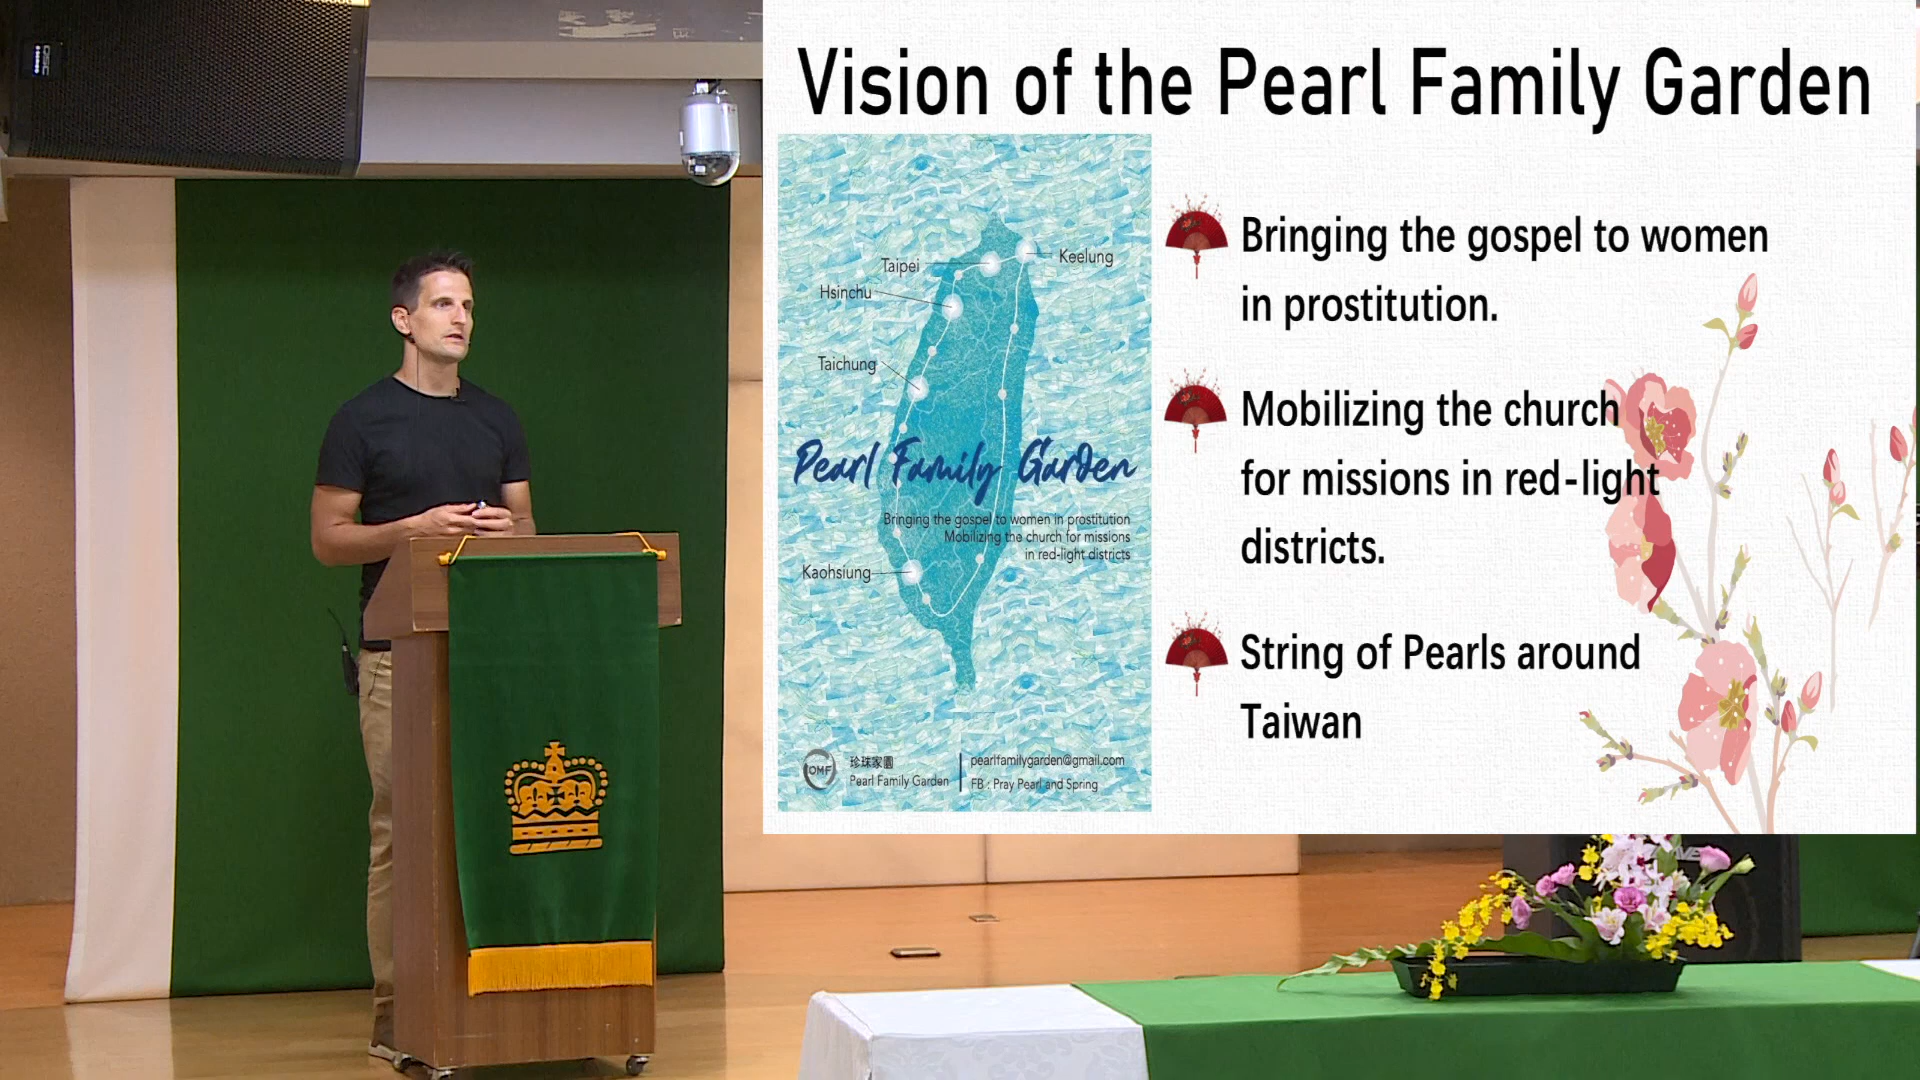 QSC
Vision of the Pearl Family Garden
Taipei
Keelung
Hsinchu
Taichung
Pearl Family Garden
Bringing the gospel to women in prostitution
Mobilizing the church for missions
in red-light districts
Kaohsiung
OMF
珍珠家園
Pearl Family Garden
pearlfamilygarden@gmail.com
FB : Pray Pearl and Spring
Bringing the gospel to women
in prostitution.
Mobilizing the church
for missions in red-light
districts.
String of Pearls around
Taiwan